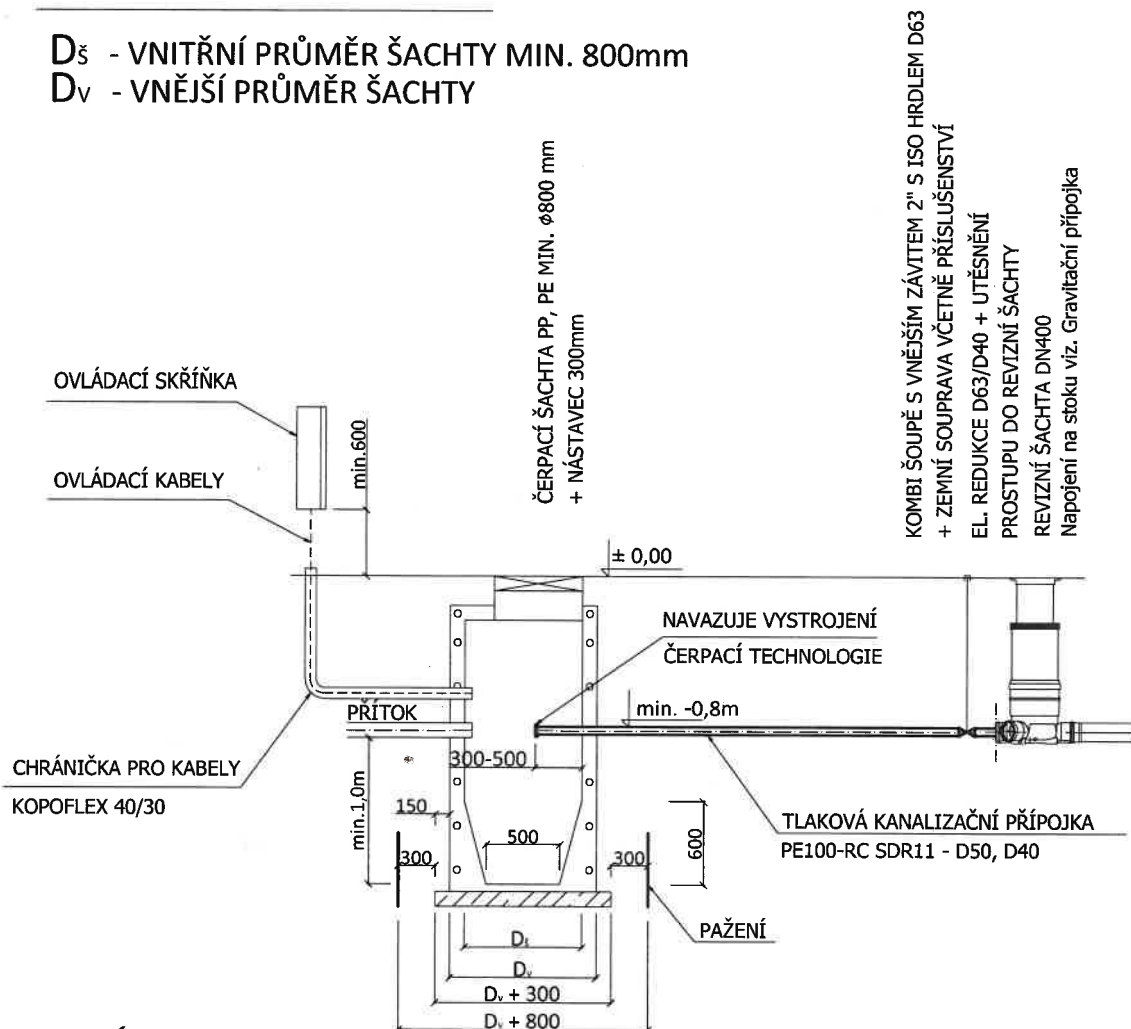 Dš - VNITŘNÍ PRŮMĚR ŠACHTY MIN. 800mm
Dv - VNĚJŠÍ PRŮMĚR ŠACHTY
KOMBI ŠOUPĚ S VNĚJŠÍM ZÁVITEM 2" S ISO HRDLEM D63
+ ZEMNÍ SOUPRAVA VČETNĚ PŘÍSLUŠENSTVÍ
EL. REDUKCE D63/D40 + UTĚSNĚNÍ
PROSTUPU DO REVIZNÍ ŠACHTY
REVIZNÍ ŠACHTA DN400
Napojení na stoku viz. Gravitační přípojka
ČERPACÍ ŠACHTA PP, PE MIN. ϕ800 mm
+ NÁSTAVEC 300mm
OVLÁDACÍ SKŘÍŇKA
OVLÁDACÍ KABELY
min.600
± 0,00
NAVAZUJE VYSTROJENÍ
ČERPACÍ TECHNOLOGIE
min. -0,8m
PŘÍTOK
300-500
CHRÁNIČKA PRO KABELY
KOPOFLEX 40/30
min.1,0m
150
500
600
300
300
TLAKOVÁ KANALIZAČNÍ PŘÍPOJKA
PE100-RC SDR11 - D50, D40
PAŽENÍ
Dš
Dv
Dv + 300
Dv + 800